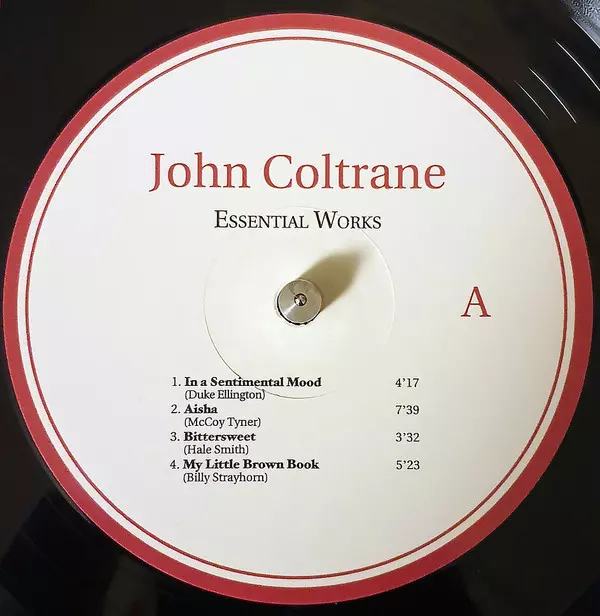 John Coltrane
Essential Works
A
1. In a Sentimental Mood 4'17
(Duke Ellington)
2. Aisha 7'39
(McCoy Tyner)
3. Bittersweet 3'32
(Hale Smith)
4. My Little Brown Book 5'23
(Billy Strayhorn)